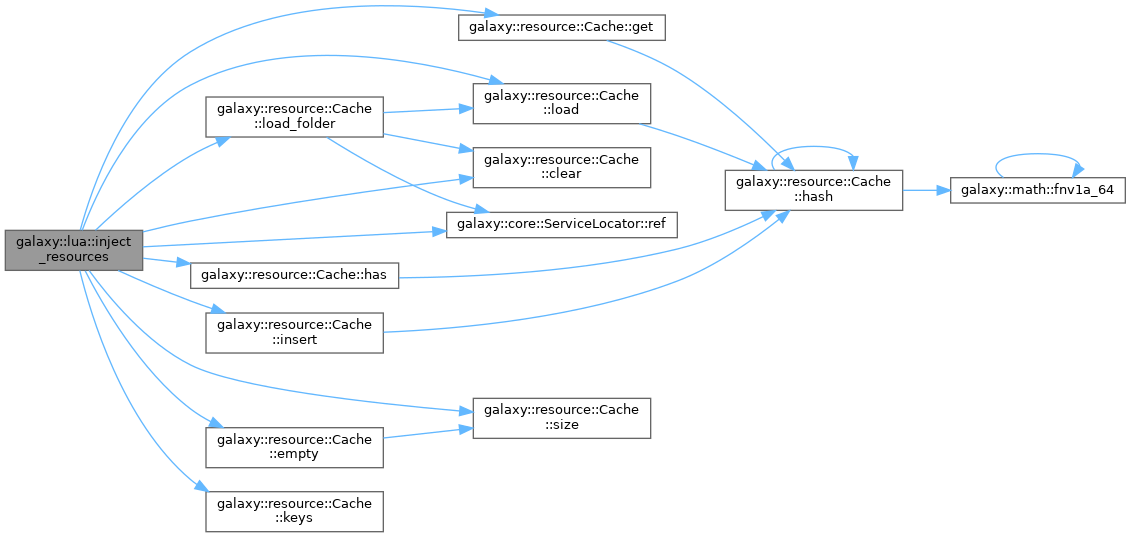 galaxy::lua::inject
_resources
galaxy::resource::Cache::get
galaxy::resource::Cache
::load_folder
galaxy::resource::Cache
::load
galaxy::resource::Cache
::clear
galaxy::core::ServiceLocator::ref
galaxy::resource::Cache::has
galaxy::resource::Cache
::insert
galaxy::resource::Cache
::size
galaxy::resource::Cache
::empty
galaxy::resource::Cache
::keys
galaxy::resource::Cache
::hash
galaxy::math::fnv1a_64